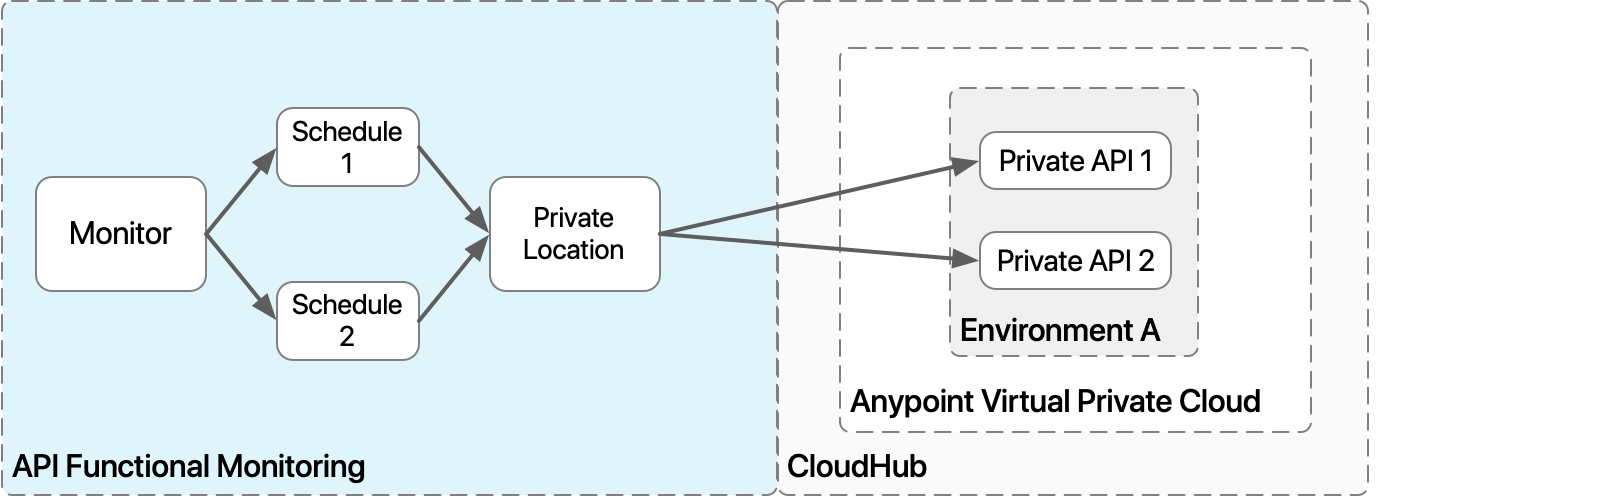 Monitor
Schedule
1
Schedule
2
Private
Location
API Functional Monitoring
Private API 1
Private API 2
Environment A
Anypoint Virtual Private Cloud
CloudHub